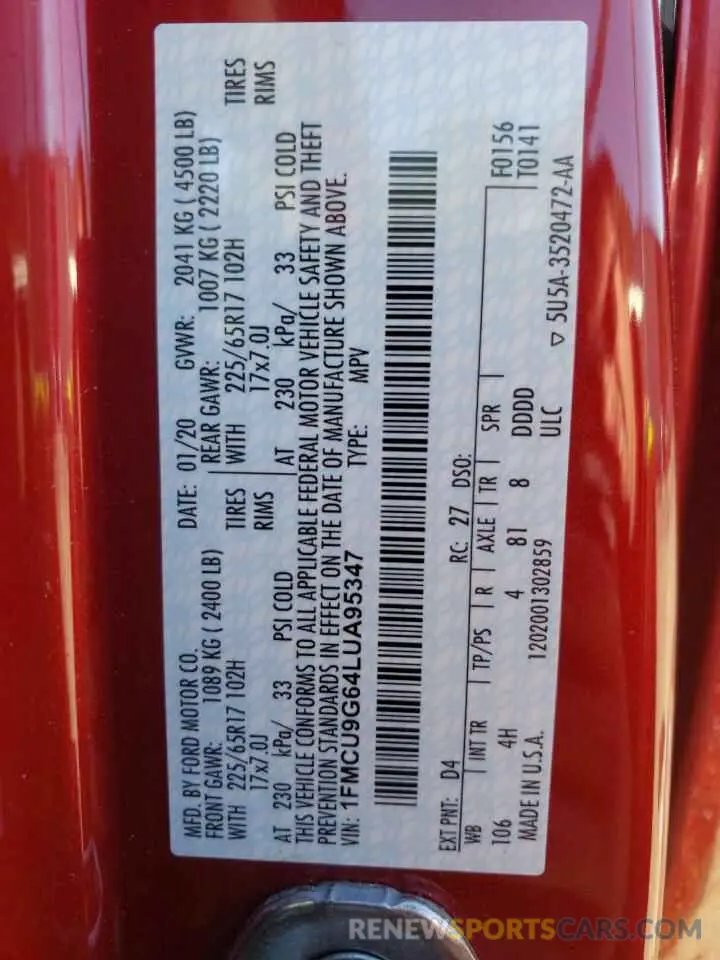 MFD. BY FORD MOTOR CO.
DATE: 01/20 GVWR: 2041 KG ( 4500 LB)
FRONT GAWR: 1089 KG ( 2400 LB)
REAR GAWR: 1007 KG ( 2220 LB)
WITH 225/65R17 102H TIRES
WITH 225/65R17 102H TIRES
17x7.0J RIMS
17x7.0J RIMS
AT 230 kPa/ 33 PSI COLD
AT 230 kPa/ 33 PSI COLD
THIS VEHICLE CONFORMS TO ALL APPLICABLE FEDERAL MOTOR VEHICLE SAFETY AND THEFT
PREVENTION STANDARDS IN EFFECT ON THE DATE OF MANUFACTURE SHOWN ABOVE.
VIN: 1FMCU9G64LUA95347 TYPE: MPV
EXT PNT: D4 RC: 27 DSO:
WB INT TR TP/PS R AXLE TR SPR F0156
106 4H 4 81 8 DDDD T0141
MADE IN U.S.A. 1202001302859 ULC
▽ 5U5A-3520472-AA
RENEWSPORTSCARS.COM